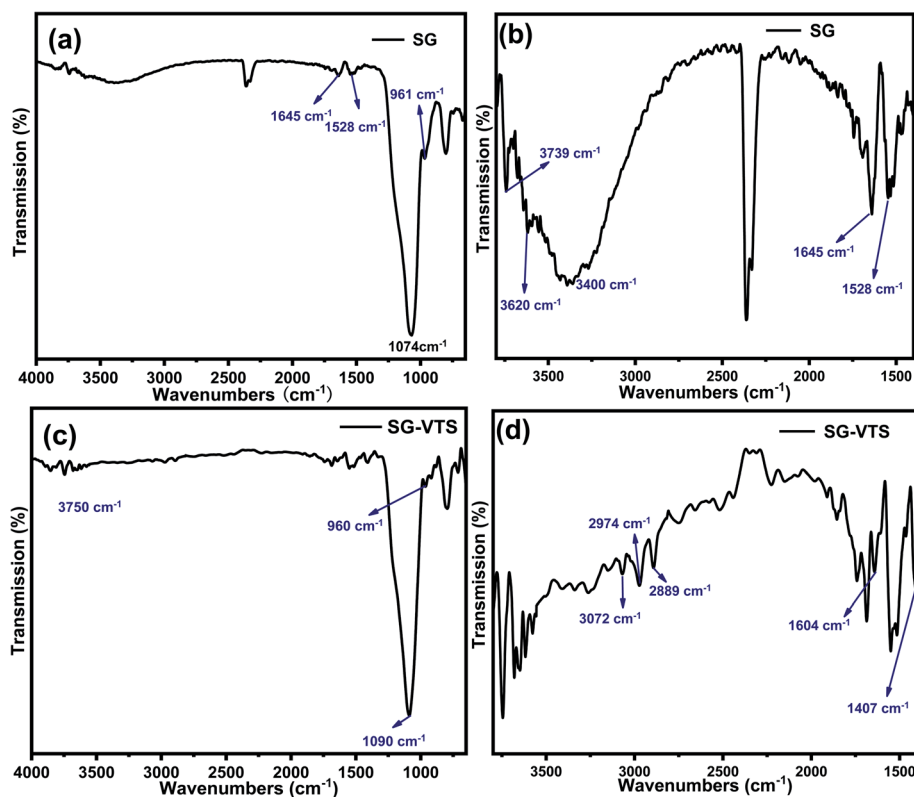 (a)
SG
961 cm-1
1645 cm-1
1528 cm-1
1074cm-1
Transmission (%)
4000 3500 3000 2500 2000 1500 1000
Wavenumbers (cm-1)
(b)
SG
3739 cm-1
3620 cm-1
3400 cm-1
1645 cm-1
1528 cm-1
Transmission (%)
3500 3000 2500 2000 1500
Wavenumbers (cm-1)
(c)
SG-VTS
3750 cm-1
960 cm-1
1090 cm-1
Transmission (%)
4000 3500 3000 2500 2000 1500 1000
Wavenumbers (cm-1)
(d)
SG-VTS
2974 cm-1
2889 cm-1
3072 cm-1
1604 cm-1
1407 cm-1
Transmission (%)
3500 3000 2500 2000 1500
Wavenumbers (cm-1)